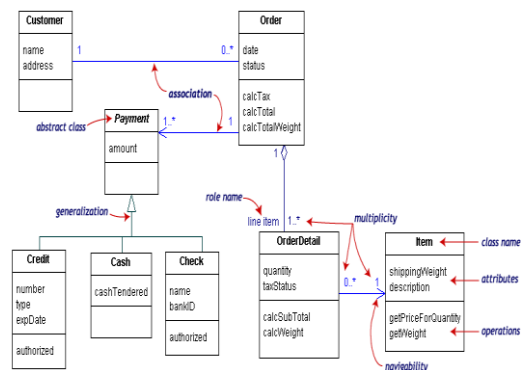 Customer
name
address
1
0..*
Order
date
status
calcTax
calcTotal
calcTotalWeight
association
abstract class
Payment
amount
1..*
1
generalization
1
role name
line item
1..*
multiplicity
Credit
number
type
expDate
authorized
Cash
cashTendered
Check
name
bankID
authorized
OrderDetail
quantity
taxStatus
calcSubTotal
calcWeight
0..*
1
Item
shippingWeight
description
getPriceForQuantity
getWeight
class name
attributes
operations
navigability